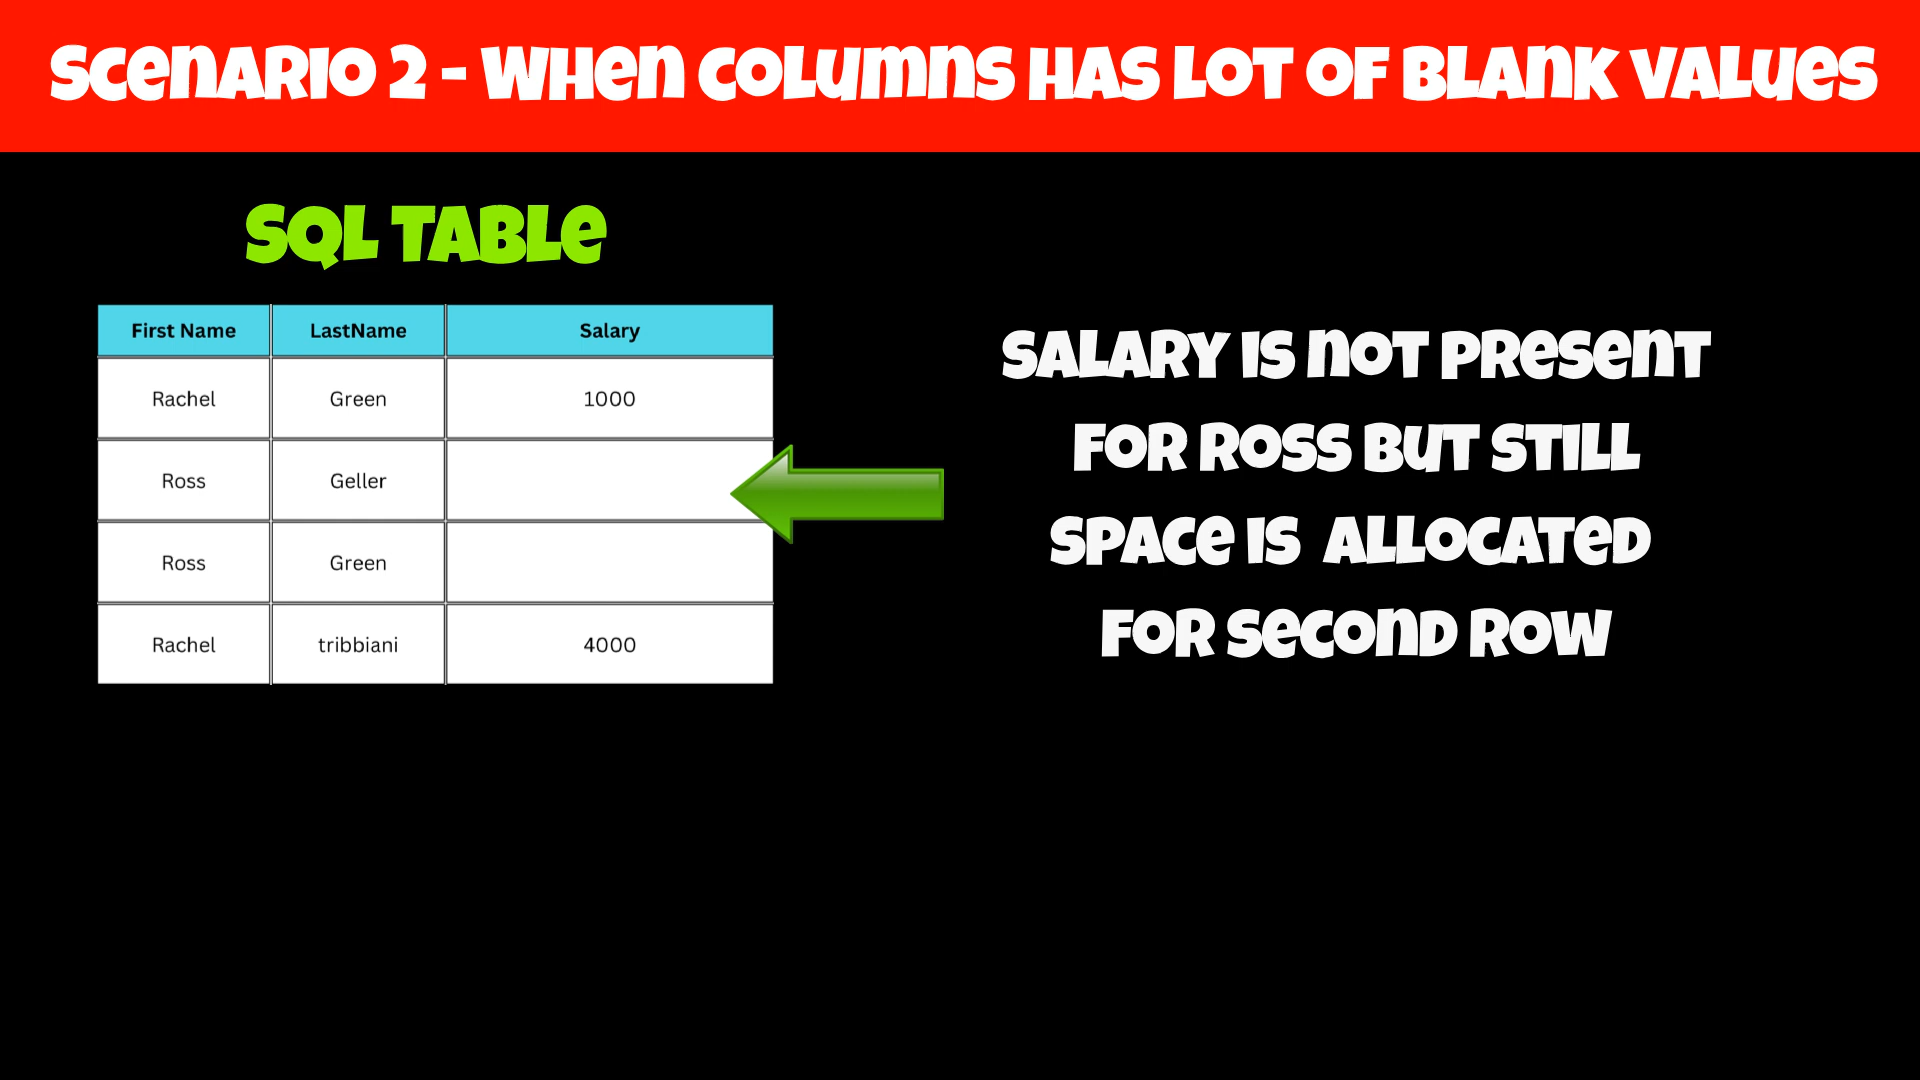 Scenario 2 - When columns has lot of blank values
SQL Table
First Name LastName Salary
Rachel Green 1000
Ross Geller
Ross Green
Rachel tribbiani 4000
Salary is not present
for Ross but still
space is allocated
for second row